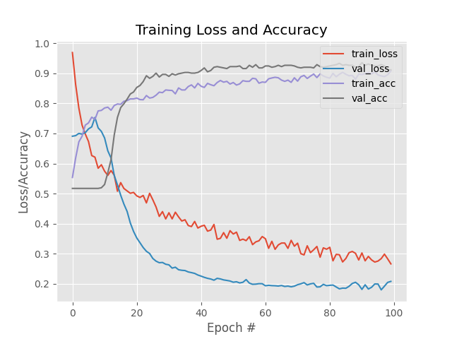 Training Loss and Accuracy
1.0
0.9
0.8
0.7
0.6
0.5
0.4
0.3
0.2
Loss/Accuracy
train_loss
val_loss
train_acc
val_acc
0 20 40 60 80 100
Epoch #